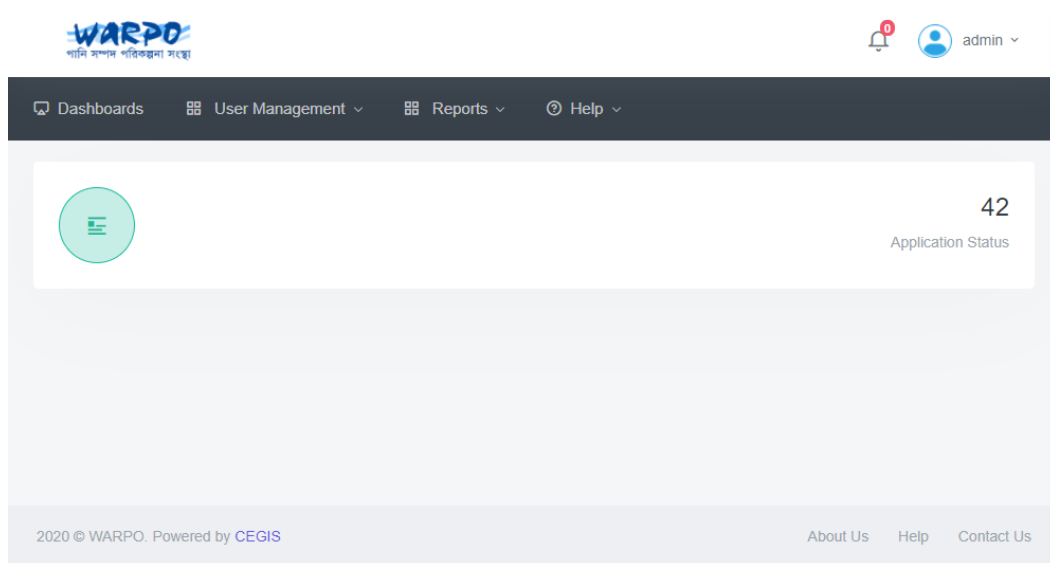 WARPO
পানি সম্পদ পরিকল্পনা সংস্থা
0
admin
Dashboards User Management Reports Help
42
Application Status
2020 © WARPO. Powered by CEGIS About Us Help Contact Us